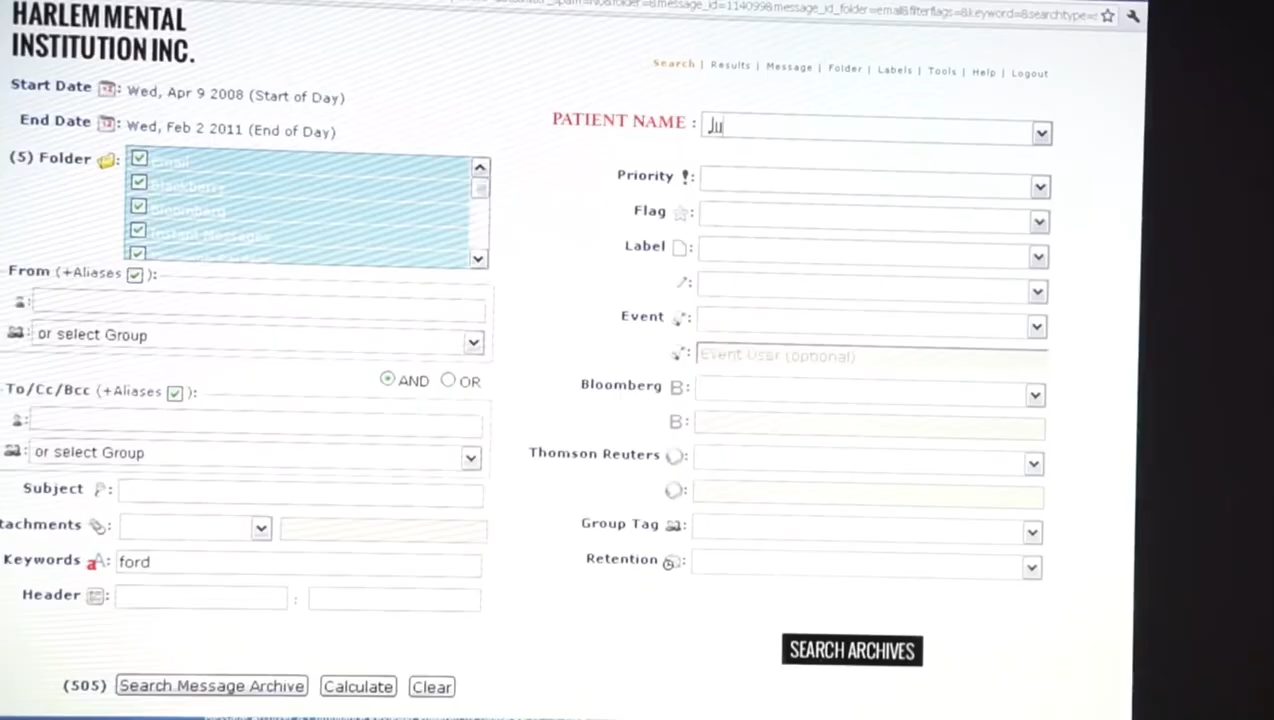 HARLEM MENTAL
INSTITUTION INC.
Search | Results | Message | Folder | Labels | Tools | Help | Logout
Start Date : Wed, Apr 9 2008 (Start of Day)
End Date : Wed, Feb 2 2011 (End of Day)
(5) Folder :
Email
Blackberry
Bloomberg
From (+Aliases ):
or select Group
AND OR
To/Cc/Bcc (+Aliases ):
or select Group
Subject :
tachments :
Keywords : ford
Header : :
(505) Search Message Archive Calculate Clear
PATIENT NAME : Ju
Priority :
Flag :
Label :
Event :
Event User (optional)
Bloomberg B:
B:
Thomson Reuters :
Group Tag :
Retention :
SEARCH ARCHIVES